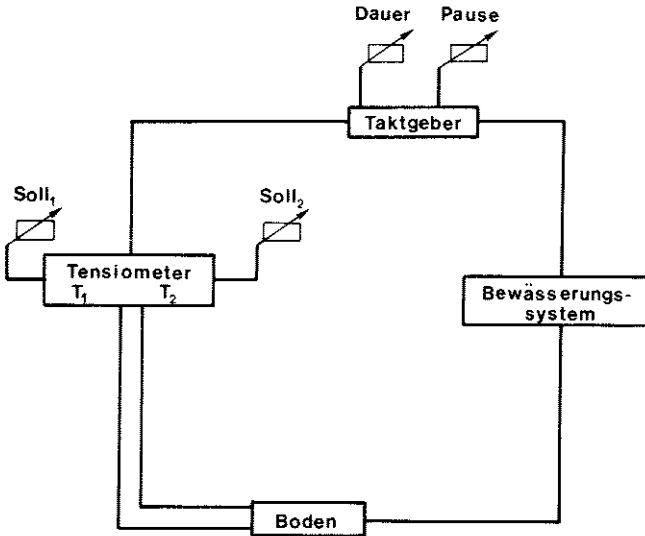 Dauer Pause
Taktgeber
Soll₁
Soll₂
Tensiometer
T₁ T₂
Bewässerungs-
system
Boden